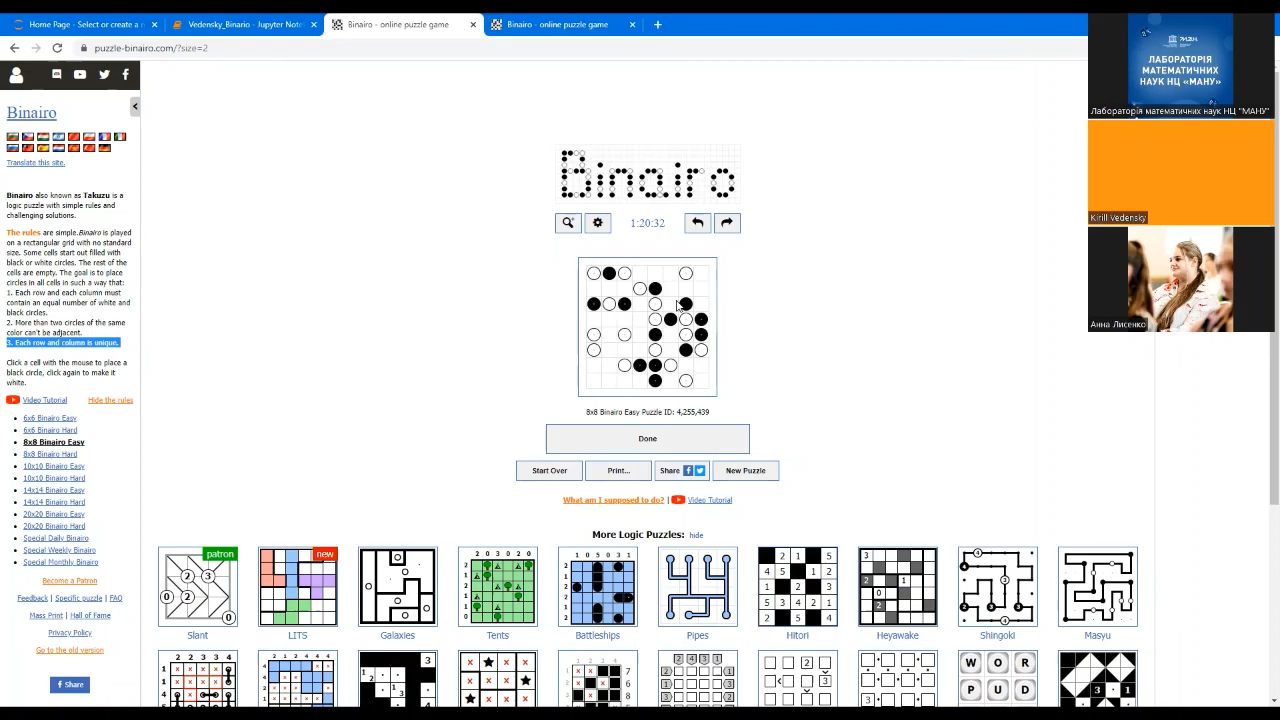 Home Page - Select or create a n
Vedensky_Binario - Jupyter Note
Binairo - online puzzle game
Binairo - online puzzle game
puzzle-binairo.com/?size=2
ЛАБОРАТОРІЯ
МАТЕМАТИЧНИХ
НАУК НЦ «МАНУ»
Лабораторія математичних наук НЦ "МАНУ"
Kirill Vedensky
Анна Лисенко
Binairo
Translate this site.
Binairo also known as Takuzu is a
logic puzzle with simple rules and
challenging solutions.
The rules are simple.Binairo is played
on a rectangular grid with no standard
size. Some cells start out filled with
black or white circles. The rest of the
cells are empty. The goal is to place
circles in all cells in such a way that:
1. Each row and each column must
contain an equal number of white and
black circles.
2. More than two circles of the same
color can't be adjacent.
3. Each row and column is unique.
Click a cell with the mouse to place a
black circle, click again to make it
white.
Video Tutorial
Hide the rules
6x6 Binairo Easy
6x6 Binairo Hard
8x8 Binairo Easy
8x8 Binairo Hard
10x10 Binairo Easy
10x10 Binairo Hard
14x14 Binairo Easy
14x14 Binairo Hard
20x20 Binairo Easy
20x20 Binairo Hard
Special Daily Binairo
Special Weekly Binairo
Special Monthly Binairo
Become a Patron
Feedback | Specific puzzle | FAQ
Mass Print | Hall of Fame
Privacy Policy
Go to the old version
Share
Binairo
1:20:32
8x8 Binairo Easy Puzzle ID: 4,255,439
Done
Start Over
Print...
Share
New Puzzle
What am I supposed to do? | Video Tutorial
More Logic Puzzles: hide
patron
new
Slant
LITS
Galaxies
Tents
Battleships
Pipes
Hitori
Heyawake
Shingoki
Masyu
W O R
P U D